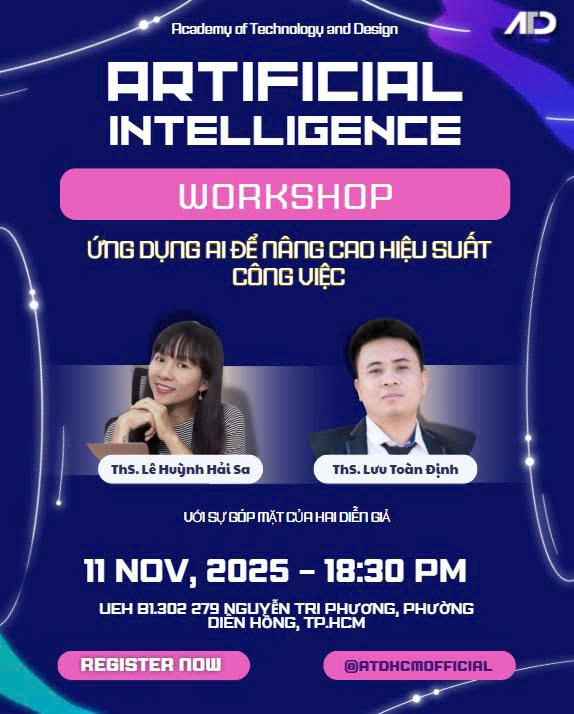 Academy of Technology and Design
ATD
ARTIFICIAL
INTELLIGENCE
WORKSHOP
ỨNG DỤNG AI ĐỂ NÂNG CAO HIỆU SUẤT
CÔNG VIỆC
ThS. Lê Huỳnh Hải Sa
ThS. Lưu Toàn Định
VỚI SỰ GÓP MẶT CỦA HAI DIỄN GIẢ
11 NOV, 2025 - 18:30 PM
UEH B1.302 279 NGUYỄN TRI PHƯƠNG, PHƯỜNG
DIÊN HỒNG, TP.HCM
REGISTER NOW
@ATDHCMOFFICIAL